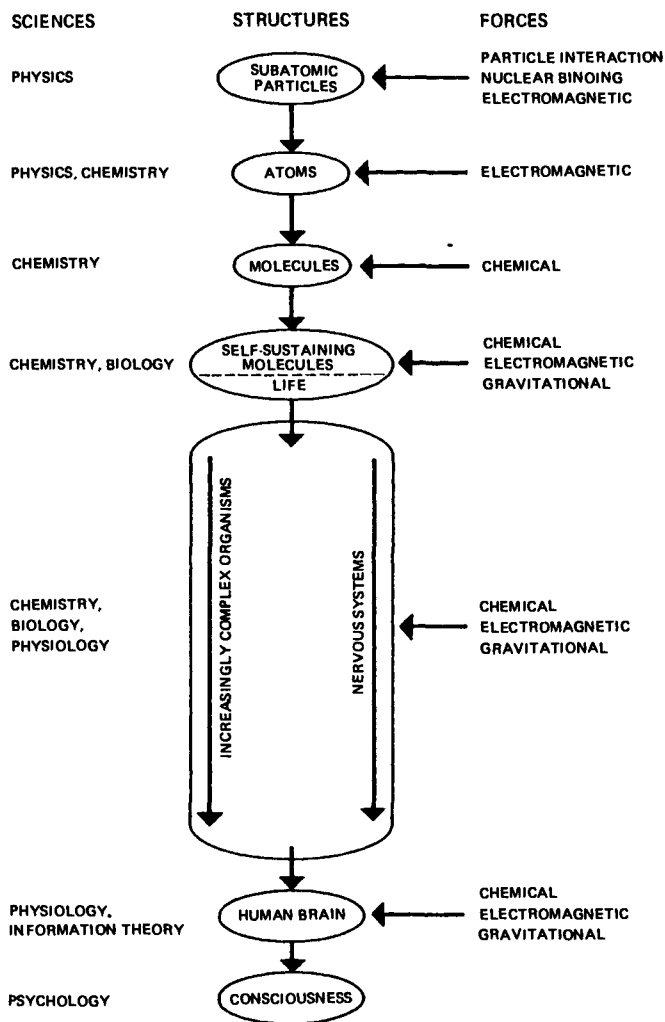 SCIENCES
STRUCTURES
FORCES
PHYSICS
SUBATOMIC
PARTICLES
PARTICLE INTERACTION
NUCLEAR BINOING
ELECTROMAGNETIC
PHYSICS, CHEMISTRY
ATOMS
ELECTROMAGNETIC
CHEMISTRY
MOLECULES
CHEMICAL
CHEMISTRY, BIOLOGY
SELF-SUSTAINING
MOLECULES
LIFE
CHEMICAL
ELECTROMAGNETIC
GRAVITATIONAL
CHEMISTRY,
BIOLOGY,
PHYSIOLOGY
INCREASINGLY COMPLEX ORGANISMS
NERVOUS SYSTEMS
CHEMICAL
ELECTROMAGNETIC
GRAVITATIONAL
PHYSIOLOGY,
INFORMATION THEORY
HUMAN BRAIN
CHEMICAL
ELECTROMAGNETIC
GRAVITATIONAL
PSYCHOLOGY
CONSCIOUSNESS